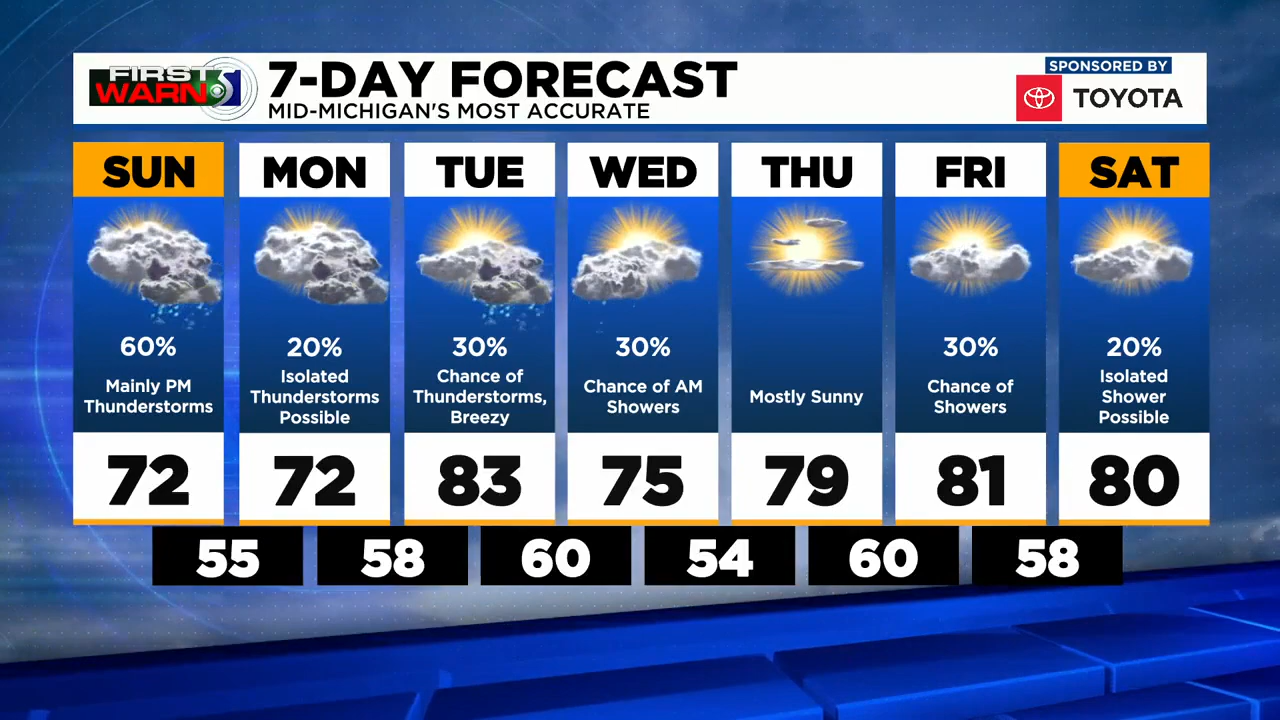 FIRST
WARN 5
7-DAY FORECAST
MID-MICHIGAN'S MOST ACCURATE
SPONSORED BY
TOYOTA
SUN
60%
Mainly PM
Thunderstorms
72
MON
20%
Isolated
Thunderstorms
Possible
72
TUE
30%
Chance of
Thunderstorms,
Breezy
83
WED
30%
Chance of AM
Showers
75
THU
Mostly Sunny
79
FRI
30%
Chance of
Showers
81
SAT
20%
Isolated
Shower
Possible
80
55
58
60
54
60
58